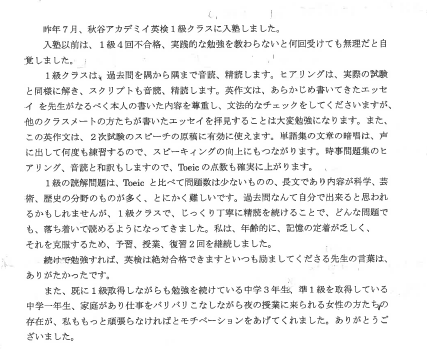 昨年７月、秋谷アカデミイ英検１級クラスに入塾しました。
入塾以前は、１級４回不合格、実践的な勉強を教わらないと何回受けても無理だと自
覚しました。
１級クラスは、過去問を隅から隅まで音読、精読します。ヒアリングは、実際の試験
と同様に解き、スクリプトも音読、精読します。英作文は、あらかじめ書いてきたエッセ
イを先生がなるべく本人の書いた内容を尊重し、文法的なチェックをしてくださいますが、
他のクラスメートの方たちが書いたエッセイを拝見することは大変勉強になります。また、
この英作文は、２次試験のスピーチの原稿に有効に使えます。単語集の文章の暗唱は、声
に出して何度も練習するので、スピーキィングの向上にもつながります。時事問題集のヒ
アリング、音読と和訳もしますので、Toeic の点数も確実に上がります。
１級の読解問題は、Toeic と比べて問題数は少ないものの、長文であり内容が科学、芸
術、歴史の分野のものが多く、とにかく難しいです。過去問なんて自分で出来ると思わ
れるかもしれませんが、１級クラスで、じっくり丁寧に精読を続けることで、どんな問題で
も、落ち着いて読めるようになってきました。私は、年齢的に、記憶の定着が乏しく、
それを克服するため、予習、授業、復習２回を継続しました。
続けて勉強すれば、英検は絶対合格できますといつも励ましてくださる先生の言葉は、
ありがたかったです。
また、既に１級取得しながらも勉強を続けている中学３年生、準１級を取得している
中学一年生、家庭があり仕事をバリバリこなしながら夜の授業に来られる女性の方たちの
存在が、私ももっと頑張らなければとモチベーションをあげてくれました。ありがとうご
ざいました。